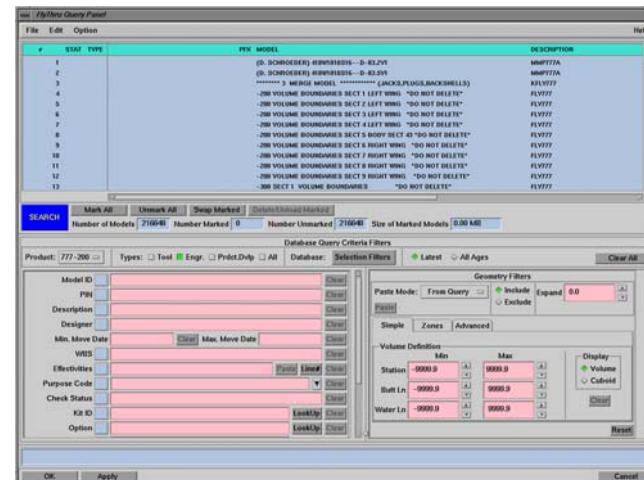 FlyThru Query Panel
File Edit Option Help
# STAT TYPE PFX MODEL DESCRIPTION
1 MMP777A
2 MMP777A
3 ******** 3 MERGE MODEL ************ (JACKS,PLUGS,BACKSHELLS) KFLY777
4 -200 VOLUME BOUNDARIES SECT 1 LEFT WING *DO NOT DELETE* FLY777
5 -200 VOLUME BOUNDARIES SECT 2 LEFT WING *DO NOT DELETE* FLY777
6 -200 VOLUME BOUNDARIES SECT 3 LEFT WING *DO NOT DELETE* FLY777
7 -200 VOLUME BOUNDARIES SECT 4 LEFT WING *DO NOT DELETE* FLY777
8 -200 VOLUME BOUNDARIES SECT 5 BODY SECT 43 *DO NOT DELETE* FLY777
9 -200 VOLUME BOUNDARIES SECT 6 RIGHT WING *DO NOT DELETE* FLY777
10 -200 VOLUME BOUNDARIES SECT 7 RIGHT WING *DO NOT DELETE* FLY777
11 -200 VOLUME BOUNDARIES SECT 8 RIGHT WING *DO NOT DELETE* FLY777
12 -200 VOLUME BOUNDARIES SECT 9 RIGHT WING *DO NOT DELETE* FLY777
13 -300 SECT 1 VOLUME BOUNDARIES *DO NOT DELETE* FLY777
SEARCH Mark All Unmark All Swap Marked Delete/Unload Marked
Number of Models 216648 Number Marked 0 Number Unmarked 216648 Size of Marked Models 0.00 MB
Database Query Criteria Filters
Product: 777-200 Types: Tool Engr. Prdct.Dvlp All Database: Selection Filters Latest All Ages Clear All
Model ID Clear
PIN Clear
Description Clear
Designer Clear
Min. Move Date Clear Max. Move Date Clear
WBS Clear
Effectivities Paste Line# Clear
Purpose Code Clear
Check Status Clear
Kit ID LookUp Clear
Option LookUp Clear
Geometry Filters
Paste Mode: From Query Include Exclude Expand 0.0
Paste
Simple Zones Advanced
Volume Definition
Min Max
Station -9999.9 9999.9
Butt Ln -9999.9 9999.9
Water Ln -9999.9 9999.9
Display
Volume
Cuboid
Clear
Reset
OK Apply Cancel